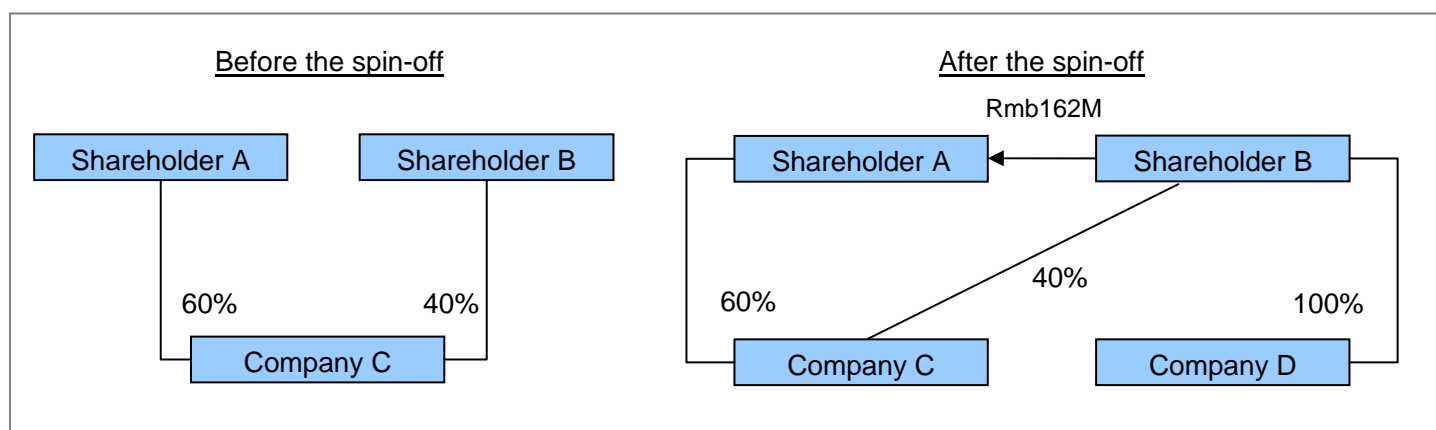 Before the spin-off
After the spin-off
Rmb162M
Shareholder A
Shareholder B
Shareholder A
Shareholder B
60%
40%
60%
40%
100%
Company C
Company C
Company D